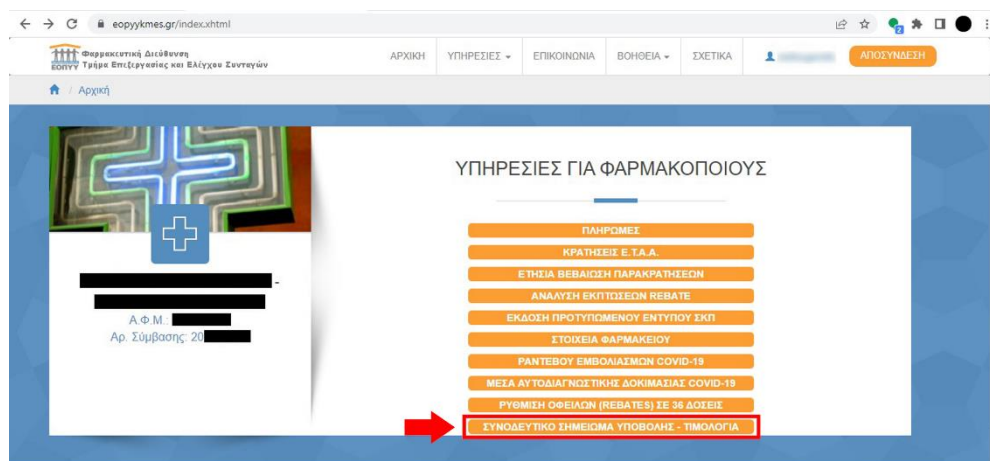 eopyykmes.gr/index.xhtml
ΕΟΠΥΥ
Φαρμακευτική Διεύθυνση
Τμήμα Επεξεργασίας και Ελέγχου Συνταγών
ΑΡΧΙΚΗ ΥΠΗΡΕΣΙΕΣ ΕΠΙΚΟΙΝΩΝΙΑ ΒΟΗΘΕΙΑ ΣΧΕΤΙΚΑ ΑΠΟΣΥΝΔΕΣΗ
/ Αρχική
ΥΠΗΡΕΣΙΕΣ ΓΙΑ ΦΑΡΜΑΚΟΠΟΙΟΥΣ
ΠΛΗΡΩΜΕΣ
ΚΡΑΤΗΣΕΙΣ Ε.Τ.Α.Α.
ΕΤΗΣΙΑ ΒΕΒΑΙΩΣΗ ΠΑΡΑΚΡΑΤΗΣΕΩΝ
ΑΝΑΛΥΣΗ ΕΚΠΤΩΣΕΩΝ REBATE
ΕΚΔΟΣΗ ΠΡΟΤΥΠΩΜΕΝΟΥ ΕΝΤΥΠΟΥ ΣΚΠ
ΣΤΟΙΧΕΙΑ ΦΑΡΜΑΚΕΙΟΥ
ΡΑΝΤΕΒΟΥ ΕΜΒΟΛΙΑΣΜΩΝ COVID-19
ΜΕΣΑ ΑΥΤΟΔΙΑΓΝΩΣΤΙΚΗΣ ΔΟΚΙΜΑΣΙΑΣ COVID-19
ΡΥΘΜΙΣΗ ΟΦΕΙΛΩΝ (REBATES) ΣΕ 36 ΔΟΣΕΙΣ
ΣΥΝΟΔΕΥΤΙΚΟ ΣΗΜΕΙΩΜΑ ΥΠΟΒΟΛΗΣ - ΤΙΜΟΛΟΓΙΑ
-
Α.Φ.Μ.:
Αρ. Σύμβασης: 20